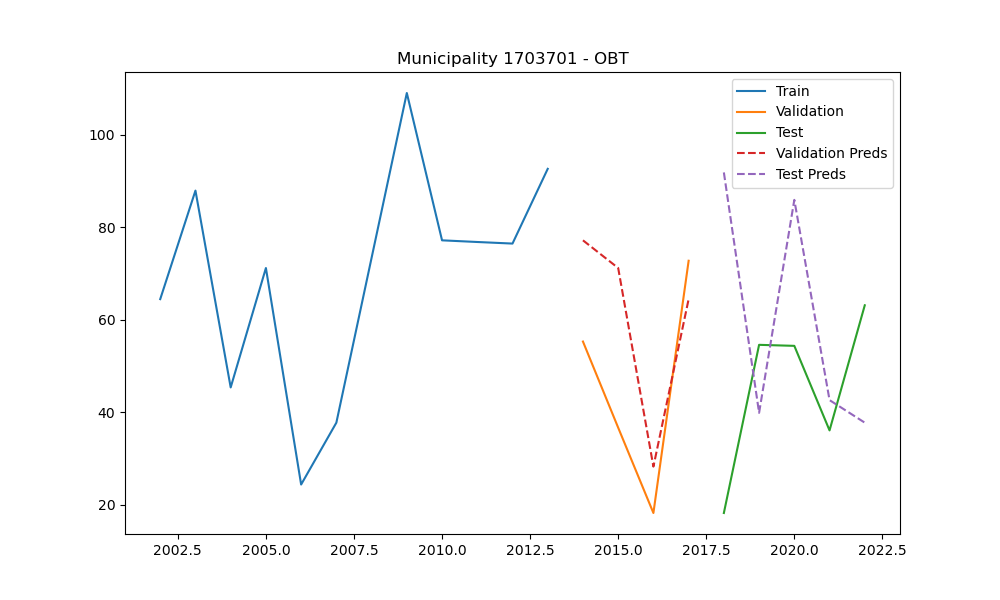 Municipality 1703701 - OBT
Train
Validation
Test
Validation Preds
Test Preds
100
80
60
40
20
2002.5 2005.0 2007.5 2010.0 2012.5 2015.0 2017.5 2020.0 2022.5